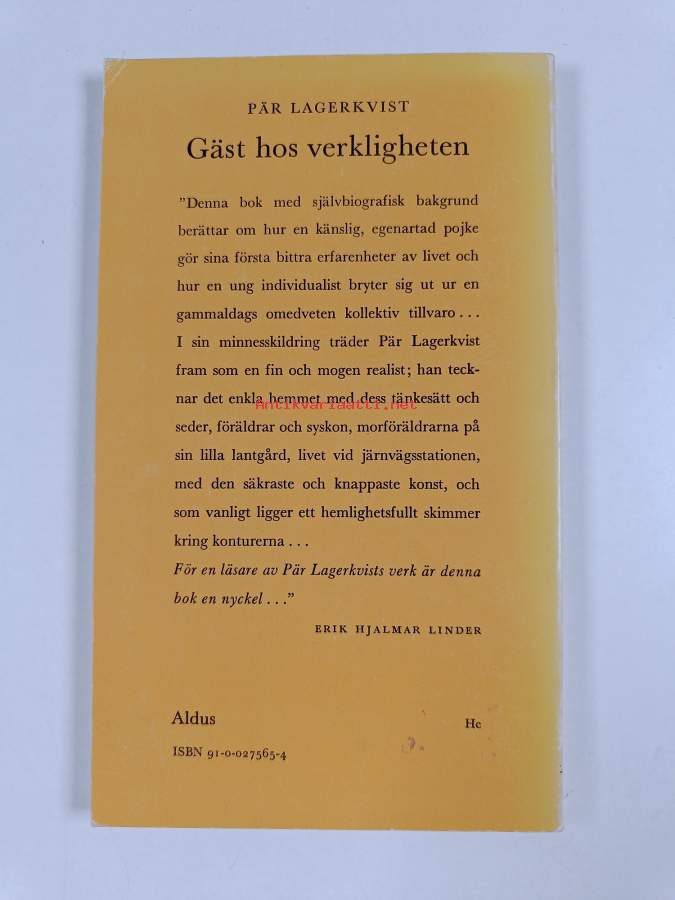 PÄR LAGERKVIST
Gäst hos verkligheten
”Denna bok med självbiografisk bakgrund
berättar om hur en känslig, egenartad pojke
gör sina första bittra erfarenheter av livet och
hur en ung individualist bryter sig ut ur en
gammaldags omedveten kollektiv tillvaro...
I sin minnesskildring träder Pär Lagerkvist
fram som en fin och mogen realist; han teck-
nar det enkla hemmet med dess tänkesätt och
Antikvariaatti.net
seder, föräldrar och syskon, morföräldrarna på
sin lilla lantgård, livet vid järnvägsstationen,
med den säkraste och knappaste konst, och
som vanligt ligger ett hemlighetsfullt skimmer
kring konturerna...
För en läsare av Pär Lagerkvists verk är denna
bok en nyckel...”
ERIK HJALMAR LINDER
Aldus
Hc
ISBN 91-0-027565-4